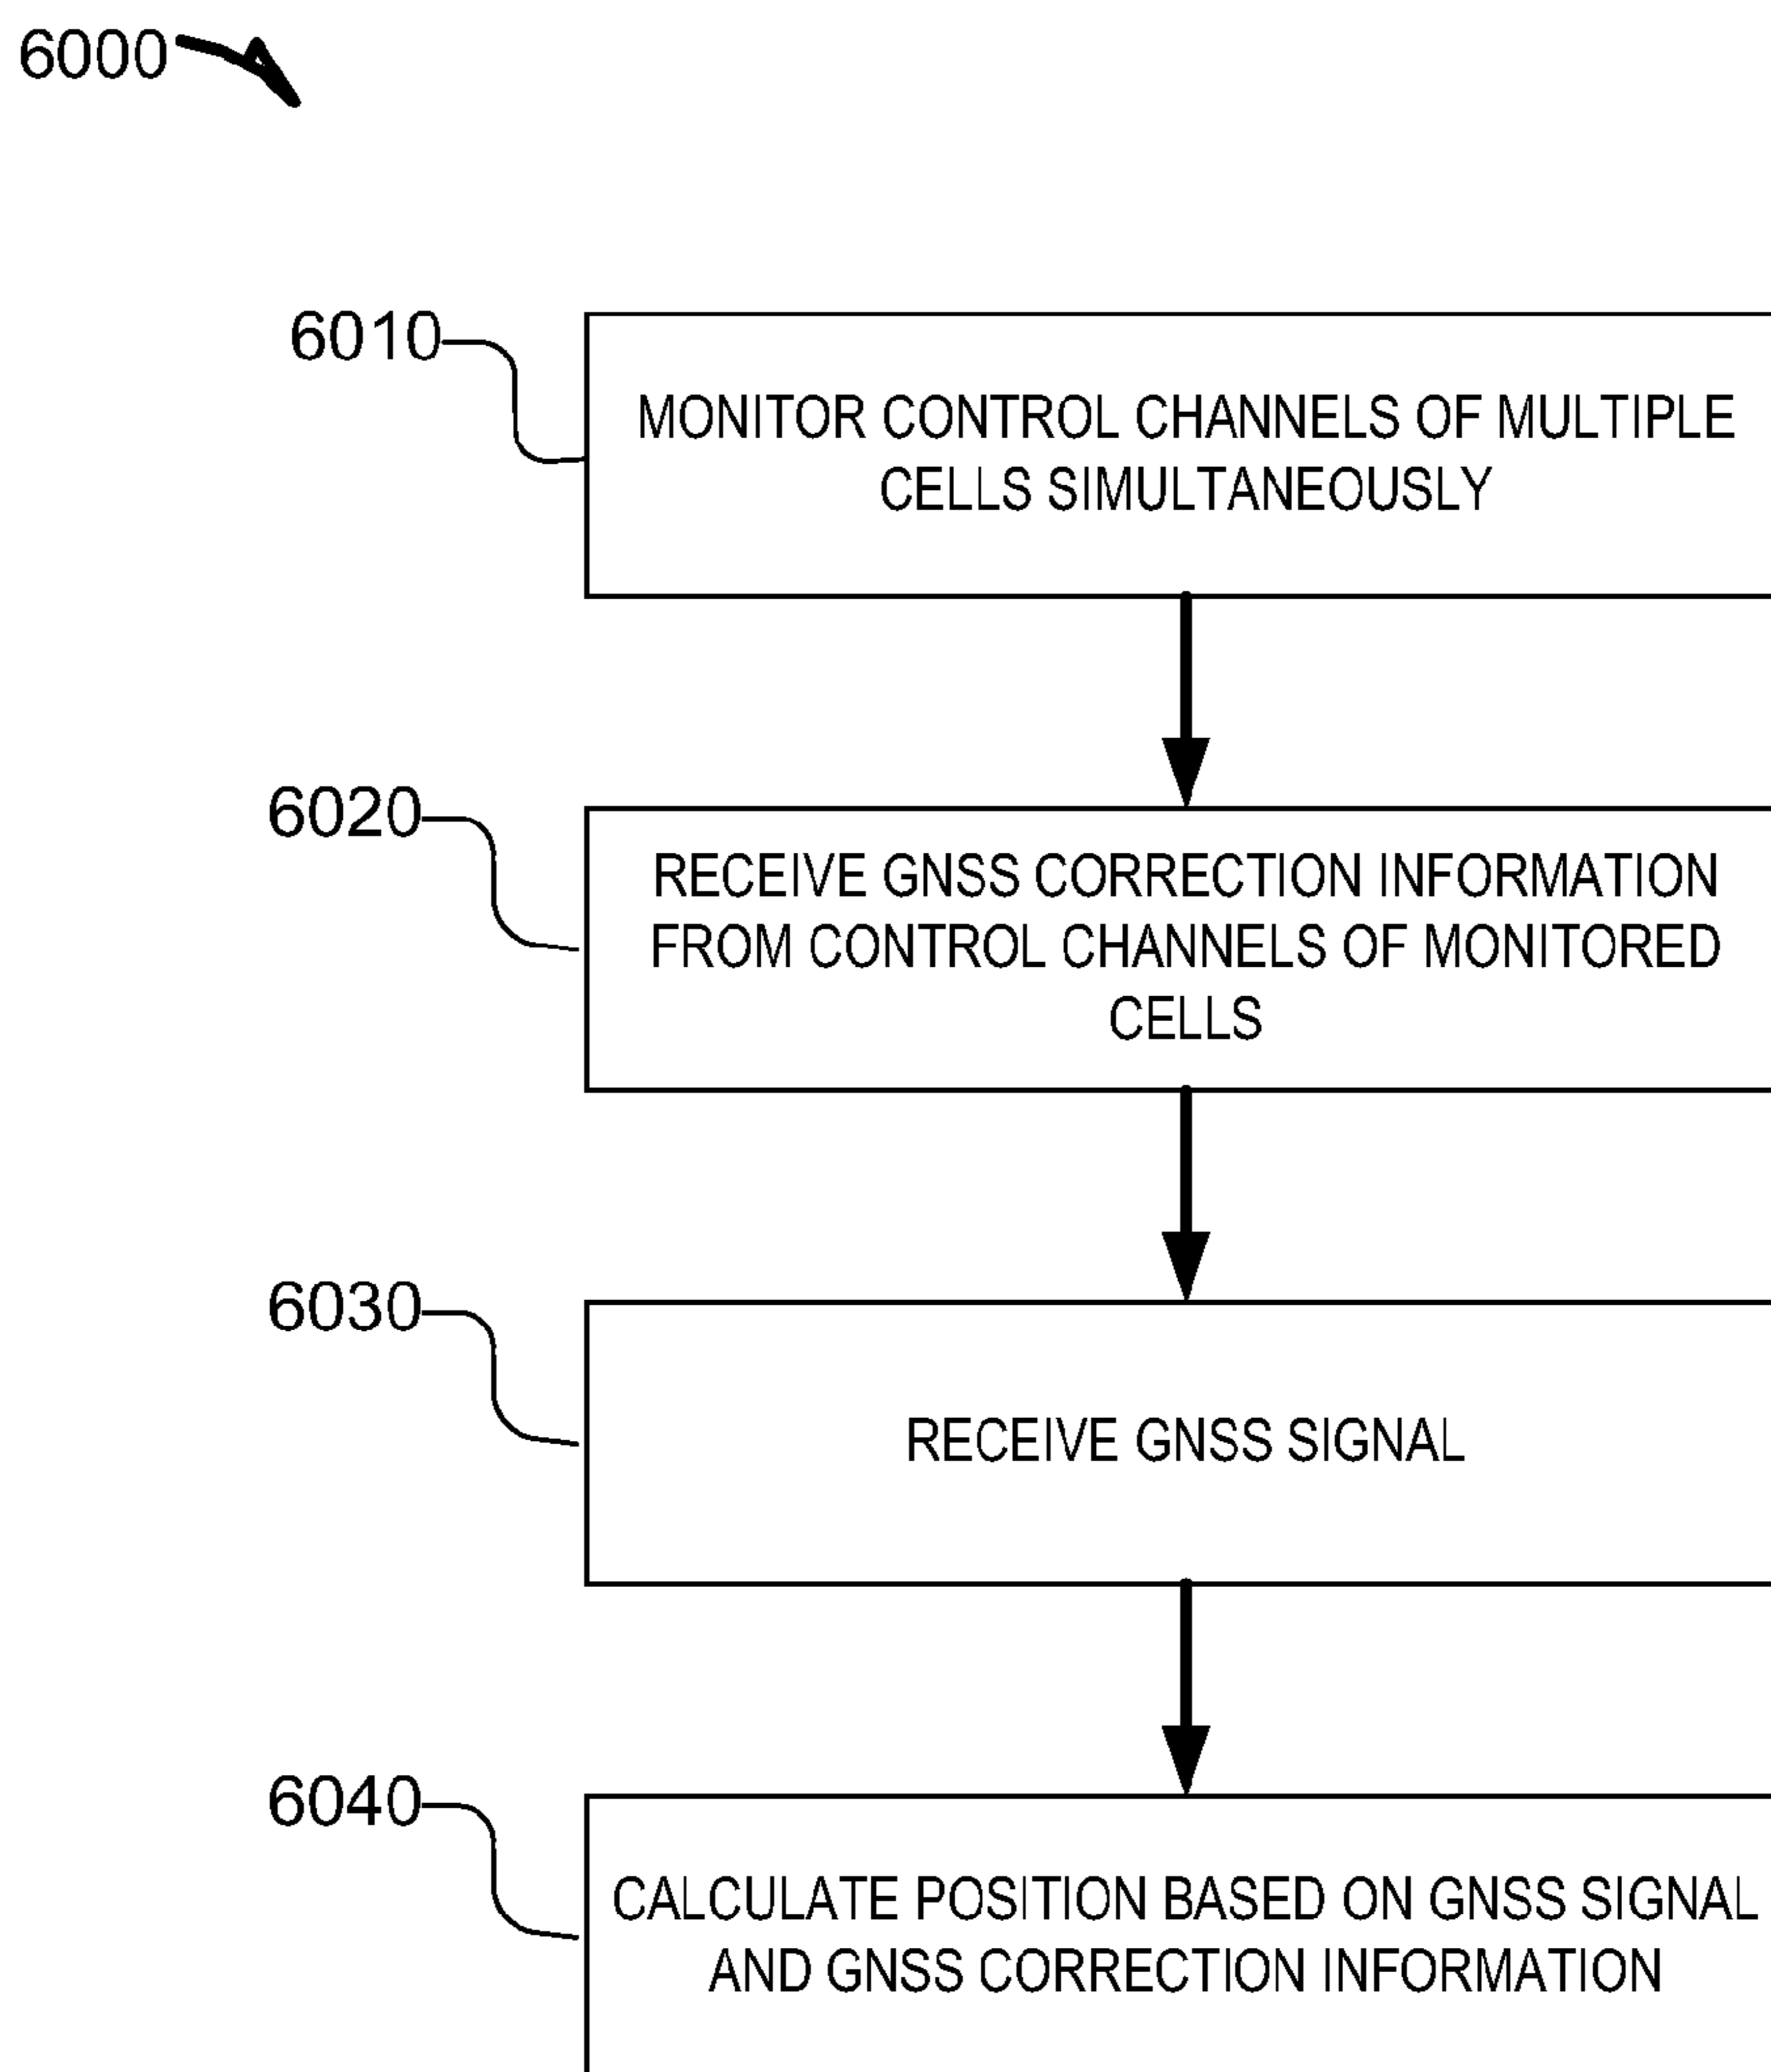 6000
6010
MONITOR CONTROL CHANNELS OF MULTIPLE
CELLS SIMULTANEOUSLY
6020
RECEIVE GNSS CORRECTION INFORMATION
FROM CONTROL CHANNELS OF MONITORED
CELLS
6030
RECEIVE GNSS SIGNAL
6040
CALCULATE POSITION BASED ON GNSS SIGNAL
AND GNSS CORRECTION INFORMATION